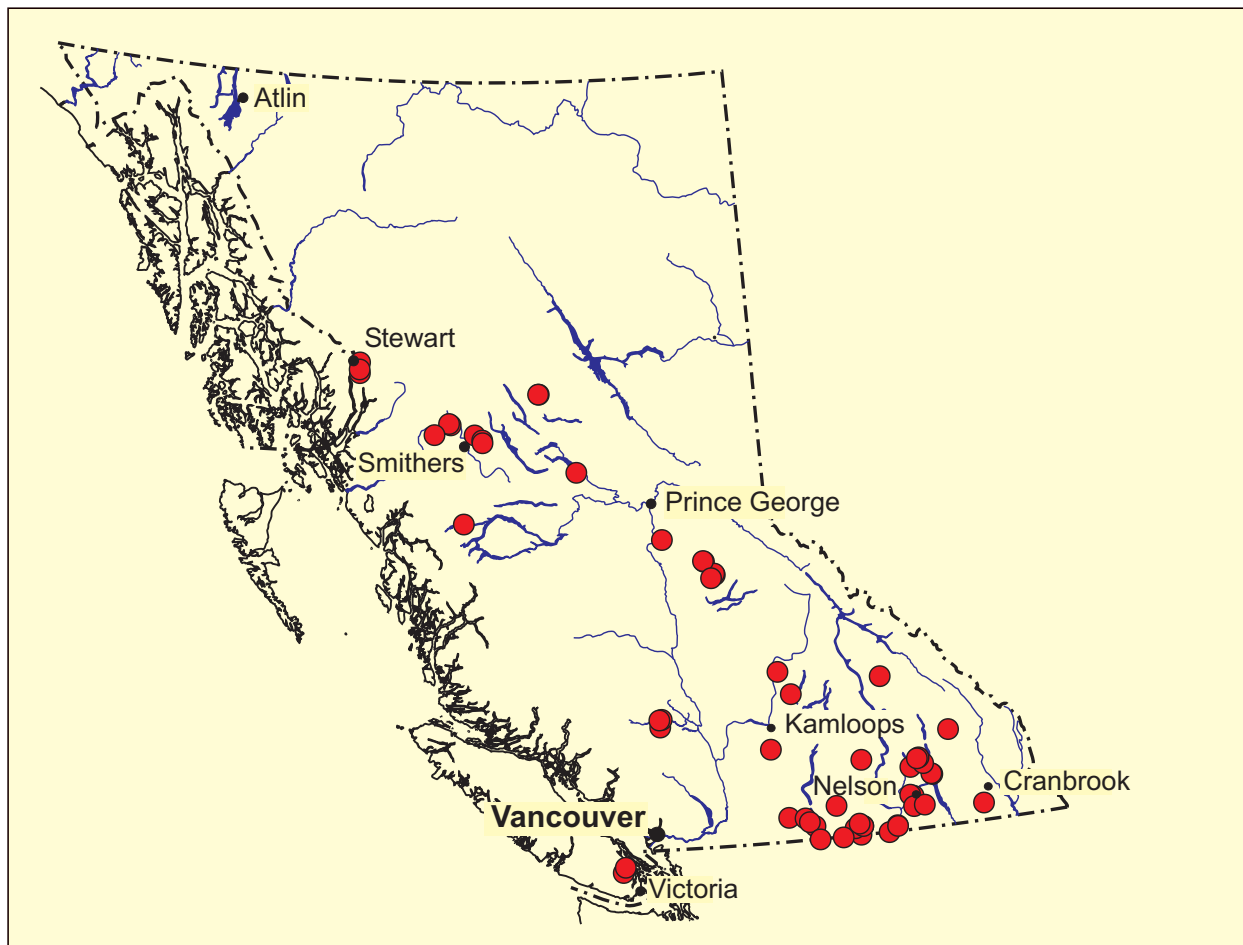 Atlin
Stewart
Smithers
Prince George
Kamloops
Nelson
Cranbrook
Vancouver
Victoria